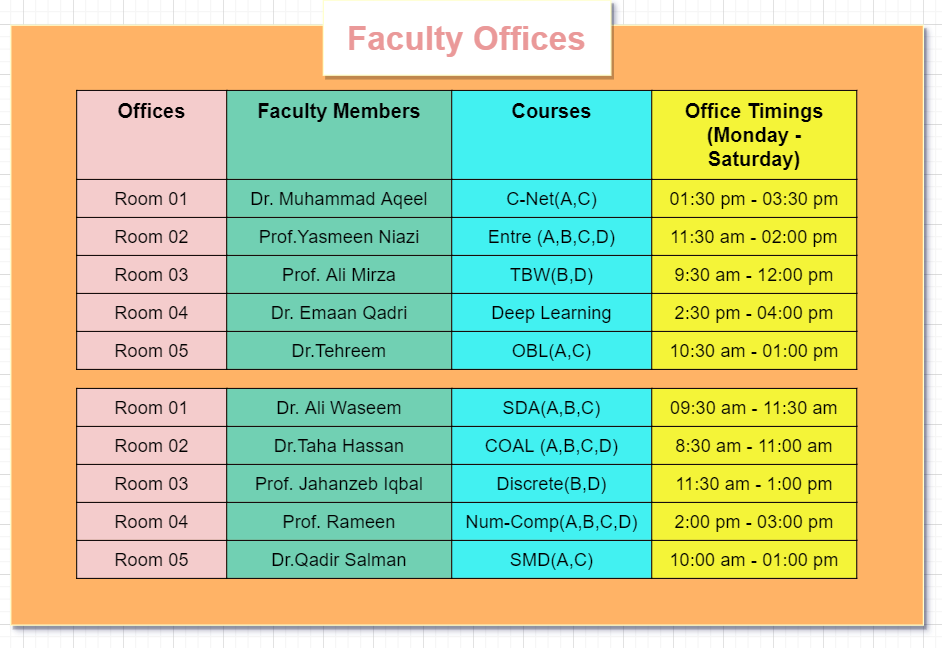 Faculty Offices
Offices Faculty Members Courses Office Timings
(Monday -
Saturday)
Room 01 Dr. Muhammad Aqeel C-Net(A,C) 01:30 pm - 03:30 pm
Room 02 Prof.Yasmeen Niazi Entre (A,B,C,D) 11:30 am - 02:00 pm
Room 03 Prof. Ali Mirza TBW(B,D) 9:30 am - 12:00 pm
Room 04 Dr. Emaan Qadri Deep Learning 2:30 pm - 04:00 pm
Room 05 Dr.Tehreem OBL(A,C) 10:30 am - 01:00 pm
Room 01 Dr. Ali Waseem SDA(A,B,C) 09:30 am - 11:30 am
Room 02 Dr.Taha Hassan COAL (A,B,C,D) 8:30 am - 11:00 am
Room 03 Prof. Jahanzeb Iqbal Discrete(B,D) 11:30 am - 1:00 pm
Room 04 Prof. Rameen Num-Comp(A,B,C,D) 2:00 pm - 03:00 pm
Room 05 Dr.Qadir Salman SMD(A,C) 10:00 am - 01:00 pm